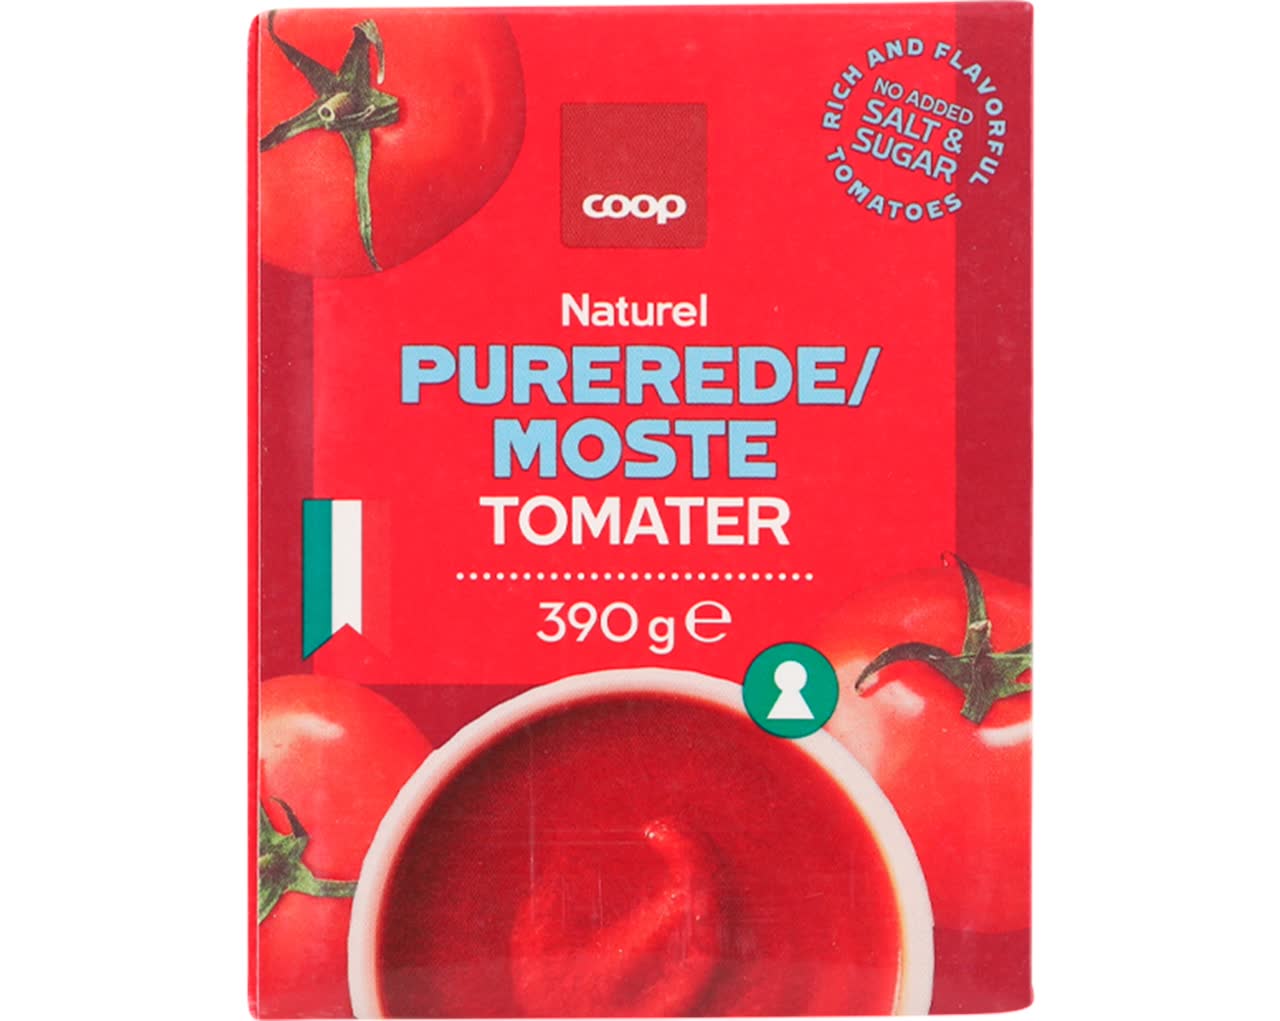 RICH AND FLAVORFUL
NO ADDED
SALT &
SUGAR
TOMATOES
coop
Naturel
PUREREDE/
MOSTE
TOMATER
390 g ℮